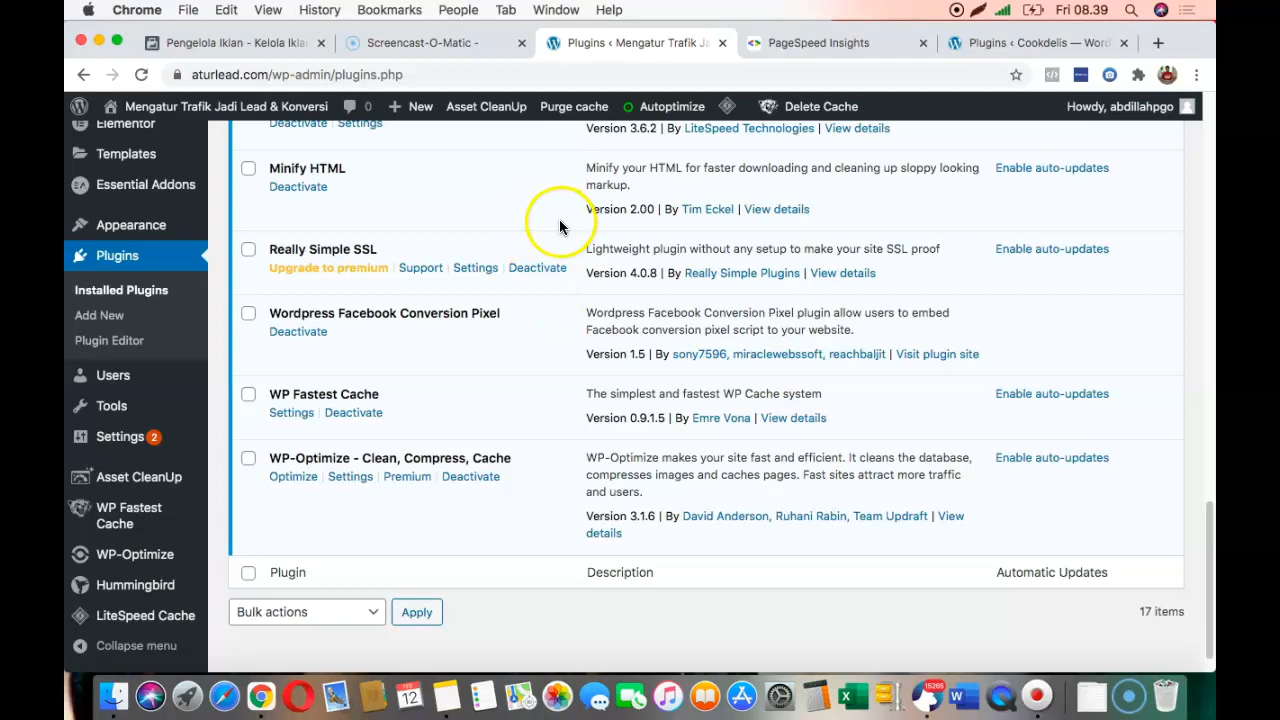 Chrome File Edit View History Bookmarks People Tab Window Help Fri 08.39
Pengelola Iklan - Kelola Ikla
Screencast-O-Matic -
Plugins ‹ Mengatur Trafik Ja
PageSpeed Insights
Plugins ‹ Cookdelis — Word
aturlead.com/wp-admin/plugins.php
Mengatur Trafik Jadi Lead & Konversi 0 New Asset CleanUp Purge cache Autoptimize Delete Cache Howdy, abdillahpgo
Elementor
Templates
Essential Addons
Appearance
Plugins
Installed Plugins
Add New
Plugin Editor
Users
Tools
Settings 2
Asset CleanUp
WP Fastest
Cache
WP-Optimize
Hummingbird
LiteSpeed Cache
Collapse menu
Deactivate | Settings
Version 3.6.2 | By LiteSpeed Technologies | View details
Minify HTML
Deactivate
Minify your HTML for faster downloading and cleaning up sloppy looking
markup.
Version 2.00 | By Tim Eckel | View details
Enable auto-updates
Really Simple SSL
Upgrade to premium | Support | Settings | Deactivate
Lightweight plugin without any setup to make your site SSL proof
Version 4.0.8 | By Really Simple Plugins | View details
Enable auto-updates
Wordpress Facebook Conversion Pixel
Deactivate
Wordpress Facebook Conversion Pixel plugin allow users to embed
Facebook conversion pixel script to your website.
Version 1.5 | By sony7596, miraclewebssoft, reachbaljit | Visit plugin site
WP Fastest Cache
Settings | Deactivate
The simplest and fastest WP Cache system
Version 0.9.1.5 | By Emre Vona | View details
Enable auto-updates
WP-Optimize - Clean, Compress, Cache
Optimize | Settings | Premium | Deactivate
WP-Optimize makes your site fast and efficient. It cleans the database,
compresses images and caches pages. Fast sites attract more traffic
and users.
Version 3.1.6 | By David Anderson, Ruhani Rabin, Team Updraft | View
details
Enable auto-updates
Plugin Description Automatic Updates
Bulk actions Apply 17 items
FEB
12
15265